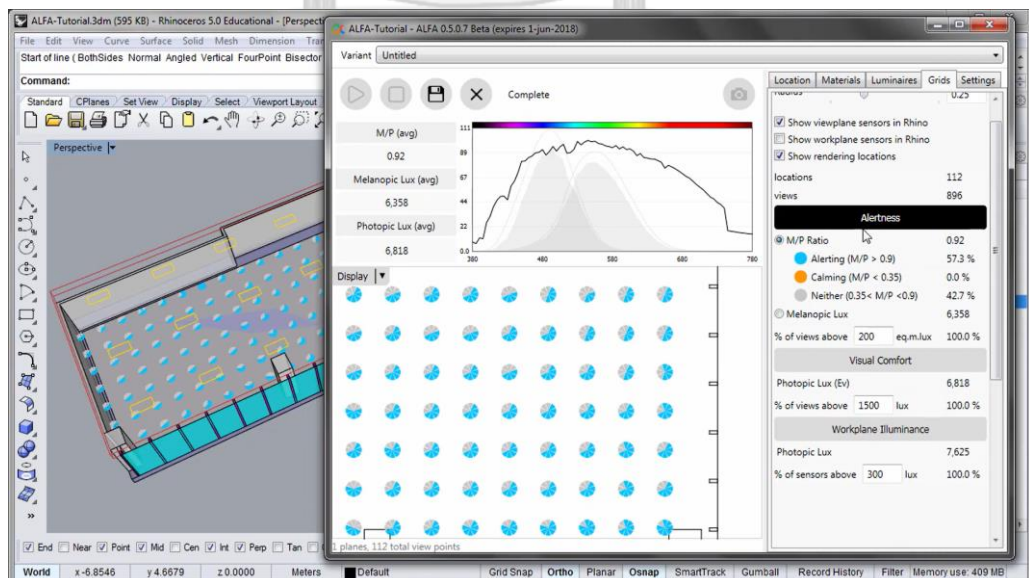 ALFA-Tutorial.3dm (595 KB) - Rhinoceros 5.0 Educational - [Perspect
File Edit View Curve Surface Solid Mesh Dimension Tran
Start of line ( BothSides Normal Angled Vertical FourPoint Bisector
Command:
Standard CPlanes Set View Display Select Viewport Layout
Perspective
End Near Point Mid Cen Int Perp Tan
World x -6.8546 y 4.6679 z 0.0000 Meters Default Grid Snap Ortho Planar Osnap SmartTrack Gumball Record History Filter Memory use: 409 MB
ALFA-Tutorial - ALFA 0.5.0.7 Beta (expires 1-jun-2018)
Variant Untitled
Complete
M/P (avg)
0.92
Melanopic Lux (avg)
6,358
Photopic Lux (avg)
6,818
111
89
67
44
22
0.0
380 480 580 680 780
Display
1 planes, 112 total view points
Location Materials Luminaires Grids Settings
Radius 0.25
Show viewplane sensors in Rhino
Show workplane sensors in Rhino
Show rendering locations
locations 112
views 896
Alertness
M/P Ratio 0.92
Alerting (M/P > 0.9) 57.3 %
Calming (M/P < 0.35) 0.0 %
Neither (0.35< M/P <0.9) 42.7 %
Melanopic Lux 6,358
% of views above 200 eq.m.lux 100.0 %
Visual Comfort
Photopic Lux (Ev) 6,818
% of views above 1500 lux 100.0 %
Workplane Illuminance
Photopic Lux 7,625
% of sensors above 300 lux 100.0 %